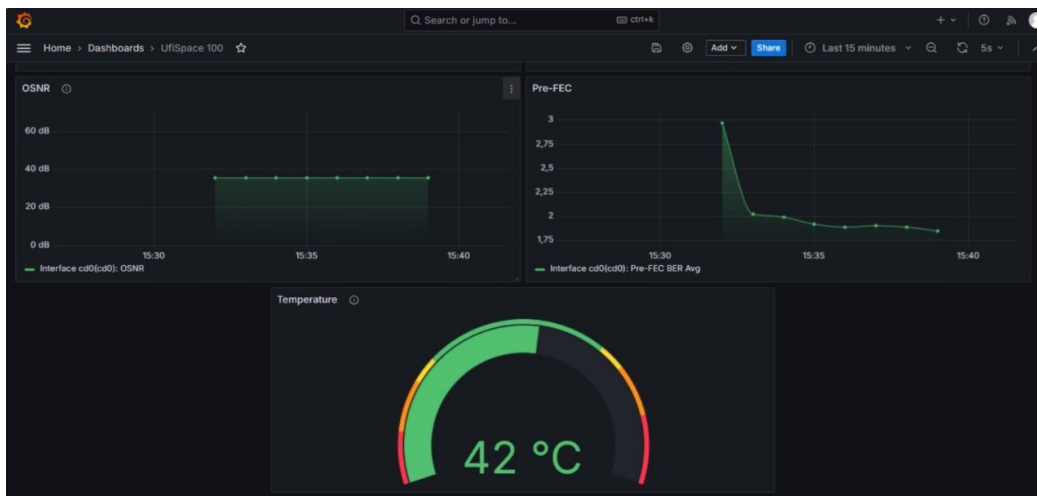 Search or jump to... ctrl+k
Home › Dashboards › UfiSpace 100 Add Share Last 15 minutes 5s
OSNR
60 dB
40 dB
20 dB
0 dB
15:30 15:35 15:40
Interface cd0(cd0): OSNR
Pre-FEC
3
2,75
2,5
2,25
2
1,75
15:30 15:35 15:40
Interface cd0(cd0): Pre-FEC BER Avg
Temperature
42 °C